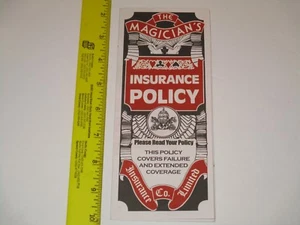 THE
MAGICIAN'S
INSURANCE
POLICY
Please Read Your Policy
THIS POLICY
COVERS FAILURE
AND EXTENDED
COVERAGE
Insurance Co. Limited